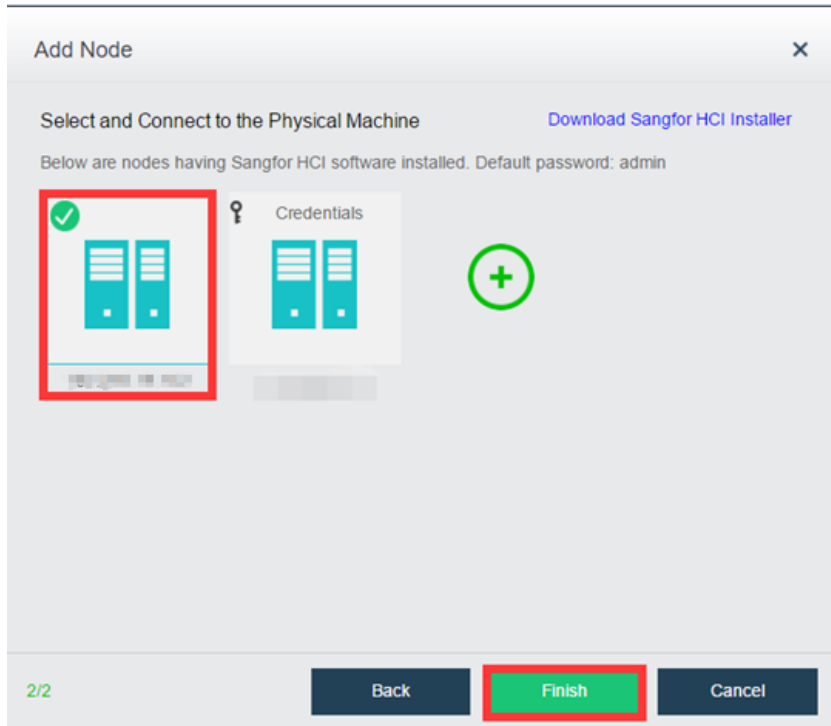 Add Node
Select and Connect to the Physical Machine
Download Sangfor HCI Installer
Below are nodes having Sangfor HCI software installed. Default password: admin
Credentials
2/2
Back
Finish
Cancel